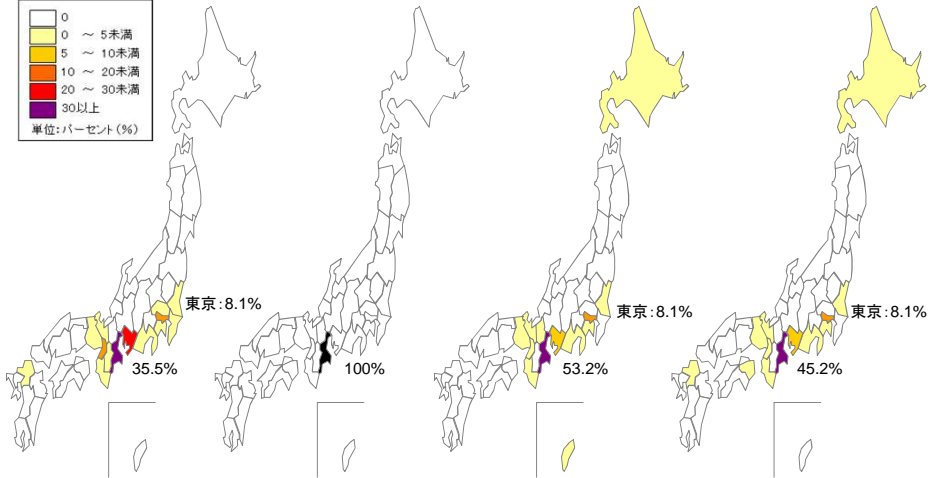 0
0 ～ 5未満
5 ～ 10未満
10 ～ 20未満
20 ～ 30未満
30以上
単位：パーセント（%）
東京：8.1%
35.5%
100%
東京：8.1%
53.2%
東京：8.1%
45.2%